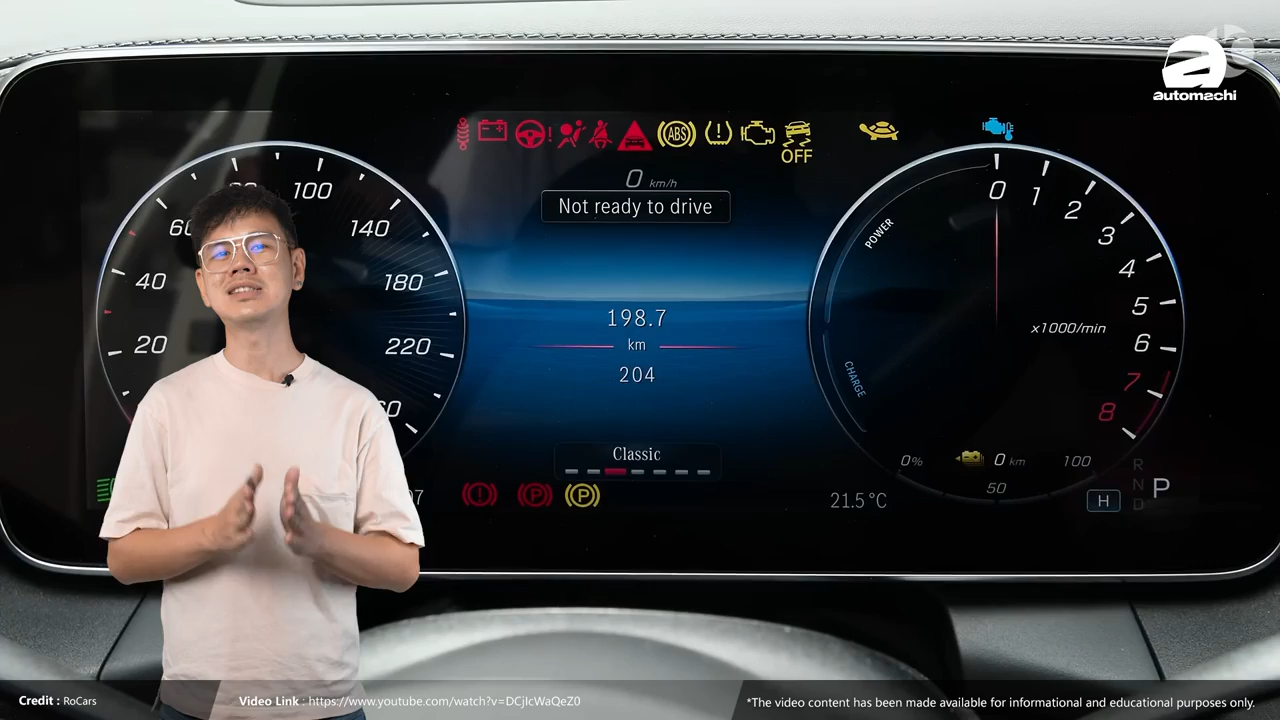 automachi
ABS
OFF
0 km/h
Not ready to drive
20
40
100
140
180
220
198.7
km
204
Classic
POWER
CHARGE
0
1
2
3
4
5
6
7
8
x1000/min
0%
0 km
100
50
21.5°C
H
R
N
D
P
P
P
Credit : RoCars
Video Link : https://www.youtube.com/watch?v=DCjIcWaQeZ0
*The video content has been made available for informational and educational purposes only.